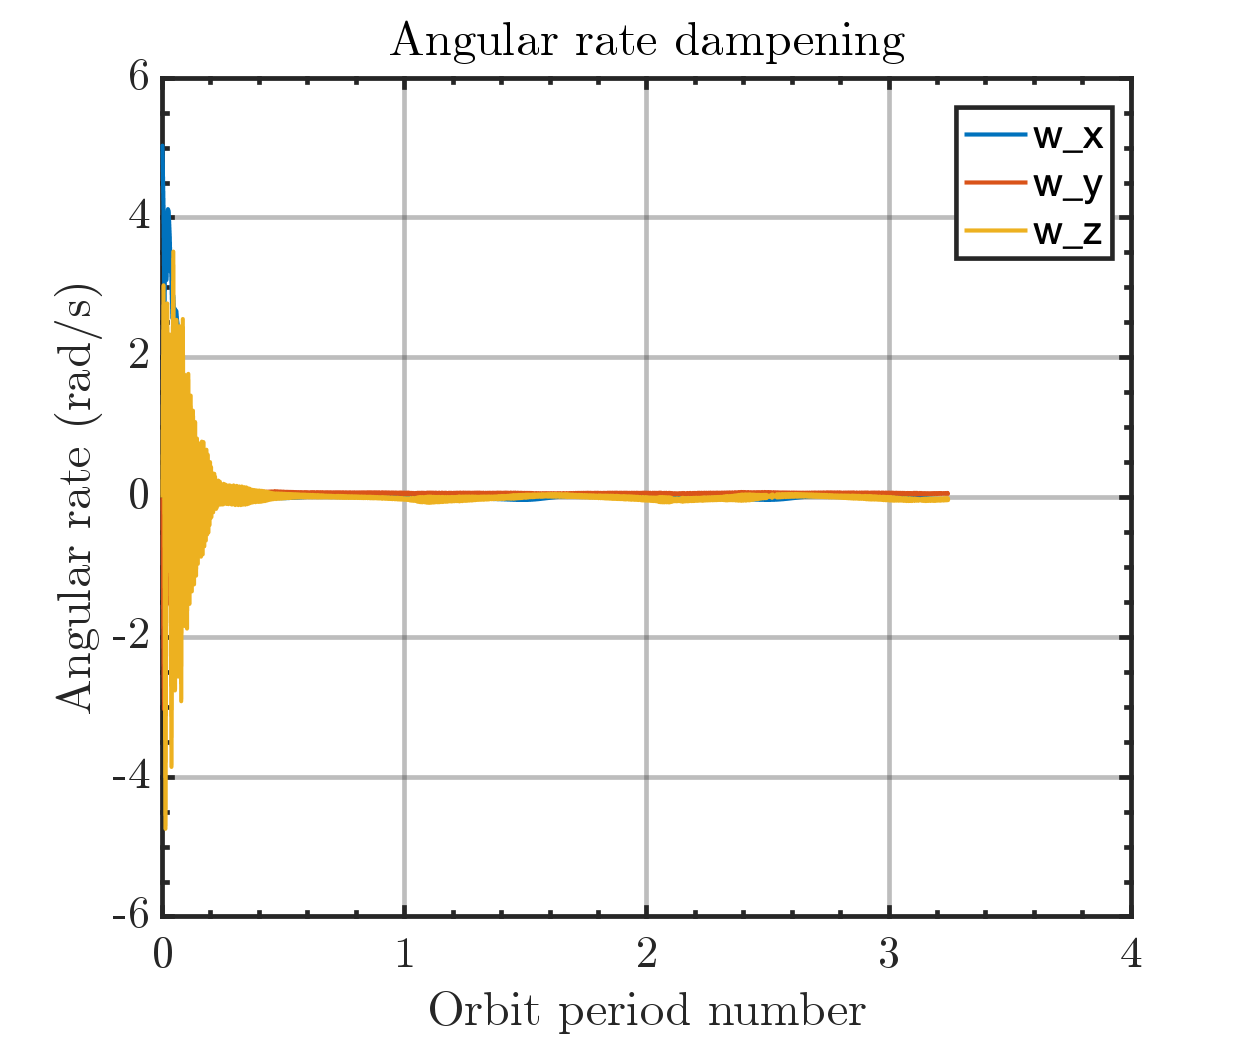 Angular rate dampening
6
4
2
0
-2
-4
-6
Angular rate (rad/s)
w_x
w_y
w_z
0 1 2 3 4
Orbit period number